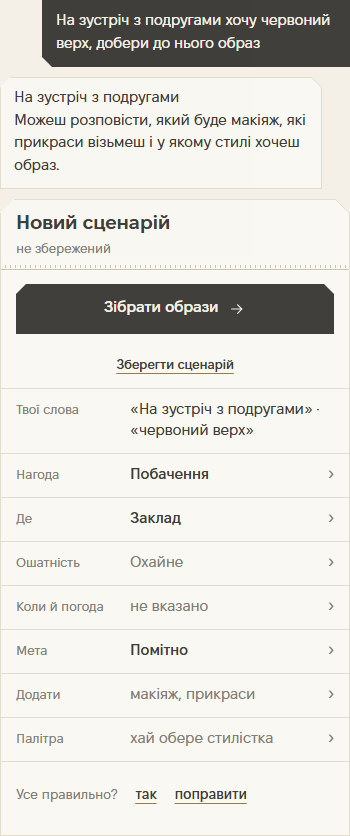 На зустріч з подругами хочу червоний
верх, добери до нього образ
На зустріч з подругами
Можеш розповісти, який буде макіяж, які
прикраси візьмеш і у якому стилі хочеш
образ.
Новий сценарій
не збережений
Зібрати образи →
Зберегти сценарій
Твої слова «На зустріч з подругами» ·
«червоний верх»
Нагода Побачення
Де Заклад
Ошатність Охайне
Коли й погода не вказано
Мета Помітно
Додати макіяж, прикраси
Палітра хай обере стилістка
Усе правильно? так поправити